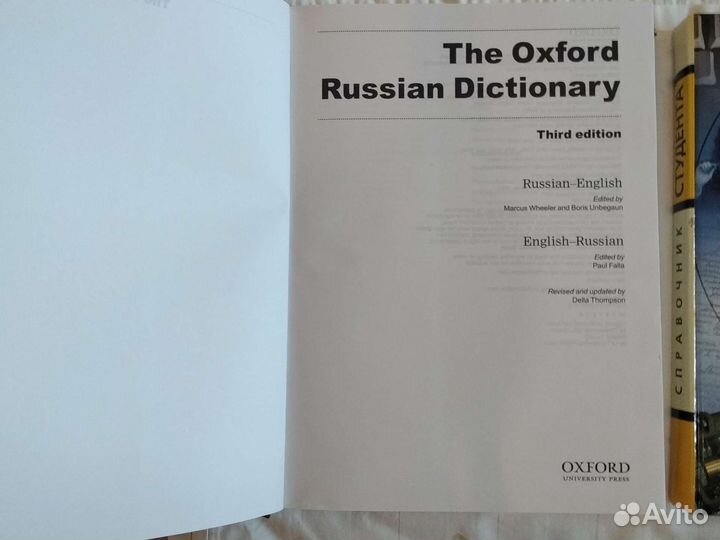 The Oxford
Russian Dictionary
Third edition
Russian–English
Edited by
Marcus Wheeler and Boris Unbegaun
English–Russian
Edited by
Paul Falla
Revised and updated by
Della Thompson
OXFORD
UNIVERSITY PRESS
СПРАВОЧНИК СТУДЕНТА
Avito